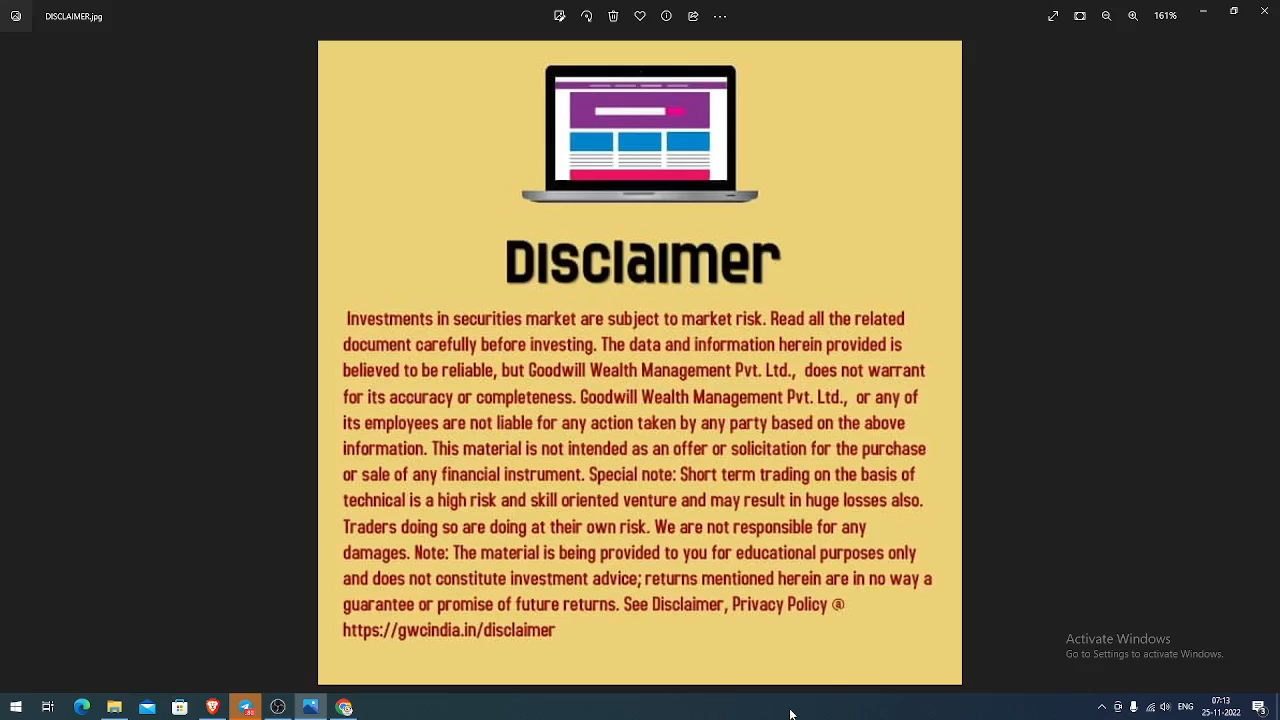 DISCLAIMER.jpg
Disclaimer
Investments in securities market are subject to market risk. Read all the related
document carefully before investing. The data and information herein provided is
believed to be reliable, but Goodwill Wealth Management Pvt. Ltd., does not warrant
for its accuracy or completeness. Goodwill Wealth Management Pvt. Ltd., or any of
its employees are not liable for any action taken by any party based on the above
information. This material is not intended as an offer or solicitation for the purchase
or sale of any financial instrument. Special note: Short term trading on the basis of
technical is a high risk and skill oriented venture and may result in huge losses also.
Traders doing so are doing at their own risk. We are not responsible for any
damages. Note: The material is being provided to you for educational purposes only
and does not constitute investment advice; returns mentioned herein are in no way a
guarantee or promise of future returns. See Disclaimer, Privacy Policy @
https://gwcindia.in/disclaimer
Activate Windows
Go to Settings to activate Windows.
07:13
25-11-2022